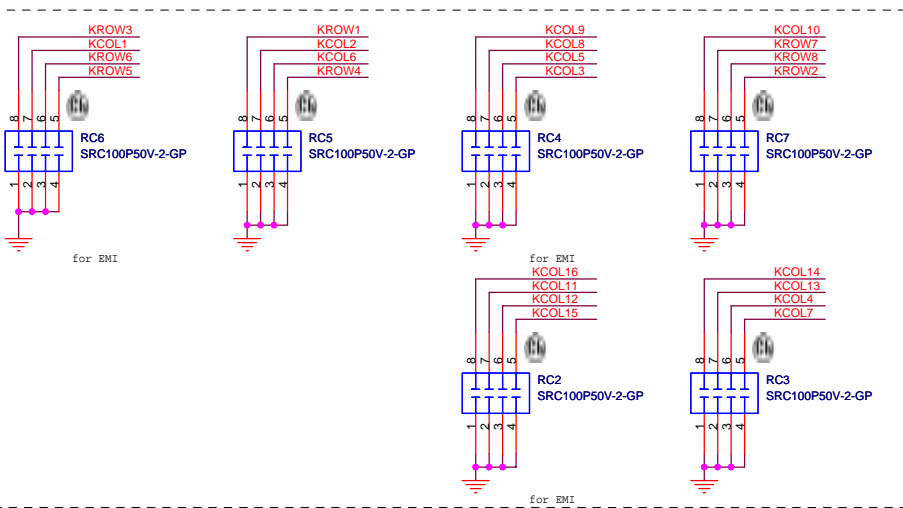 KROW3
KCOL1
KROW6
KROW5
8 7 6 5
RC6
SRC100P50V-2-GP
1 2 3 4
for EMI
KROW1
KCOL2
KCOL6
KROW4
8 7 6 5
RC5
SRC100P50V-2-GP
1 2 3 4
KCOL9
KCOL8
KCOL5
KCOL3
8 7 6 5
RC4
SRC100P50V-2-GP
1 2 3 4
for EMI
KCOL10
KROW7
KROW8
KROW2
8 7 6 5
RC7
SRC100P50V-2-GP
1 2 3 4
KCOL16
KCOL11
KCOL12
KCOL15
8 7 6 5
RC2
SRC100P50V-2-GP
1 2 3 4
for EMI
KCOL14
KCOL13
KCOL4
KCOL7
8 7 6 5
RC3
SRC100P50V-2-GP
1 2 3 4